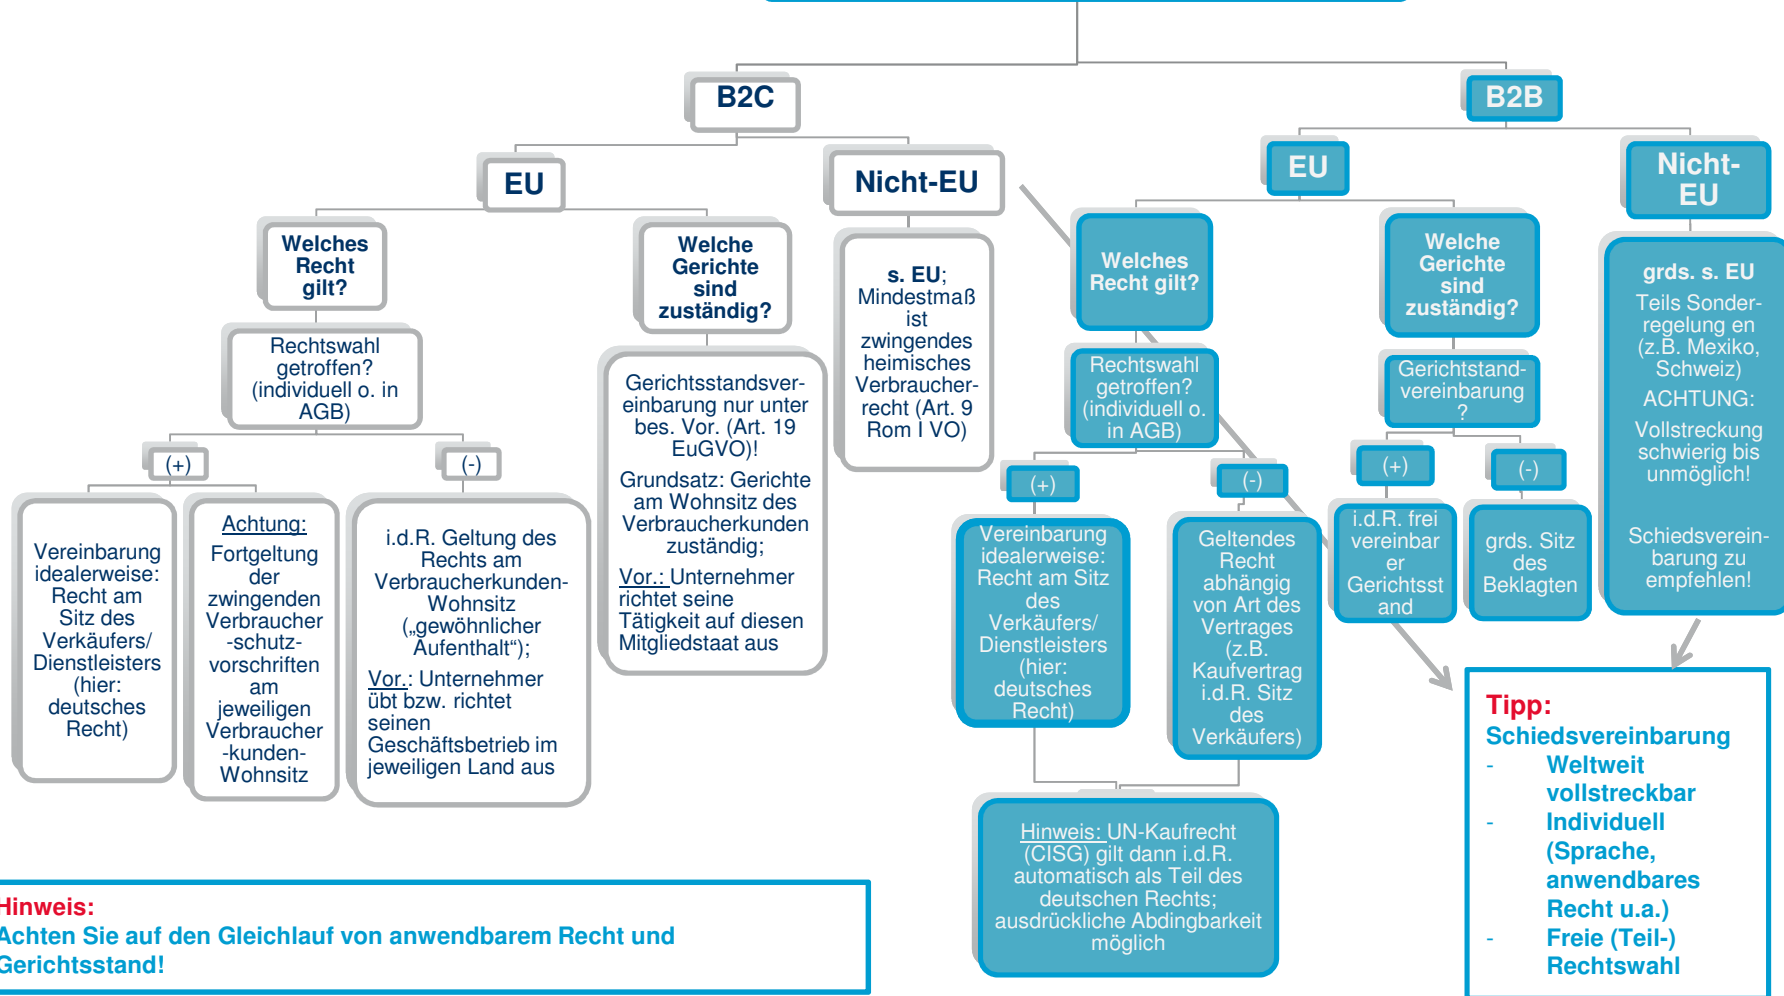 B2C
B2B
EU
Nicht-EU
EU
Nicht-
EU
Welches
Recht
gilt?
Welche
Gerichte
sind
zuständig?
s. EU;
Mindestmaß
ist
zwingendes
heimisches
Verbraucher-
recht (Art. 9
Rom I VO)
Welches
Recht gilt?
Welche
Gerichte
sind
zuständig?
grds. s. EU
Teils Sonder-
regelung en
(z.B. Mexiko,
Schweiz)
ACHTUNG:
Vollstreckung
schwierig bis
unmöglich!
Schiedsverein-
barung zu
empfehlen!
Rechtswahl
getroffen?
(individuell o. in
AGB)
Gerichtsstandsver-
einbarung nur unter
bes. Vor. (Art. 19
EuGVO)!
Grundsatz: Gerichte
am Wohnsitz des
Verbraucherkunden
zuständig;
Vor.: Unternehmer
richtet seine
Tätigkeit auf diesen
Mitgliedstaat aus
Rechtswahl
getroffen?
(individuell o.
in AGB)
Gerichtstand-
vereinbarung
?
(+)
(-)
(+)
(-)
(+)
(-)
Vereinbarung
idealerweise:
Recht am
Sitz des
Verkäufers/
Dienstleisters
(hier:
deutsches
Recht)
Achtung:
Fortgeltung
der
zwingenden
Verbraucher
-schutz-
vorschriften
am
jeweiligen
Verbraucher
-kunden-
Wohnsitz
i.d.R. Geltung des
Rechts am
Verbraucherkunden-
Wohnsitz
(„gewöhnlicher
Aufenthalt“);
Vor.: Unternehmer
übt bzw. richtet
seinen
Geschäftsbetrieb im
jeweiligen Land aus
Vereinbarung
idealerweise:
Recht am Sitz
des
Verkäufers/
Dienstleisters
(hier:
deutsches
Recht)
Geltendes
Recht
abhängig
von Art des
Vertrages
(z.B.
Kaufvertrag
i.d.R. Sitz
des
Verkäufers)
i.d.R. frei
vereinbar
er
Gerichtsst
and
grds. Sitz
des
Beklagten
Hinweis: UN-Kaufrecht
(CISG) gilt dann i.d.R.
automatisch als Teil des
deutschen Rechts;
ausdrückliche Abdingbarkeit
möglich
Tipp:
Schiedsvereinbarung
- Weltweit
vollstreckbar
- Individuell
(Sprache,
anwendbares
Recht u.a.)
- Freie (Teil-)
Rechtswahl
Hinweis:
Achten Sie auf den Gleichlauf von anwendbarem Recht und
Gerichtsstand!